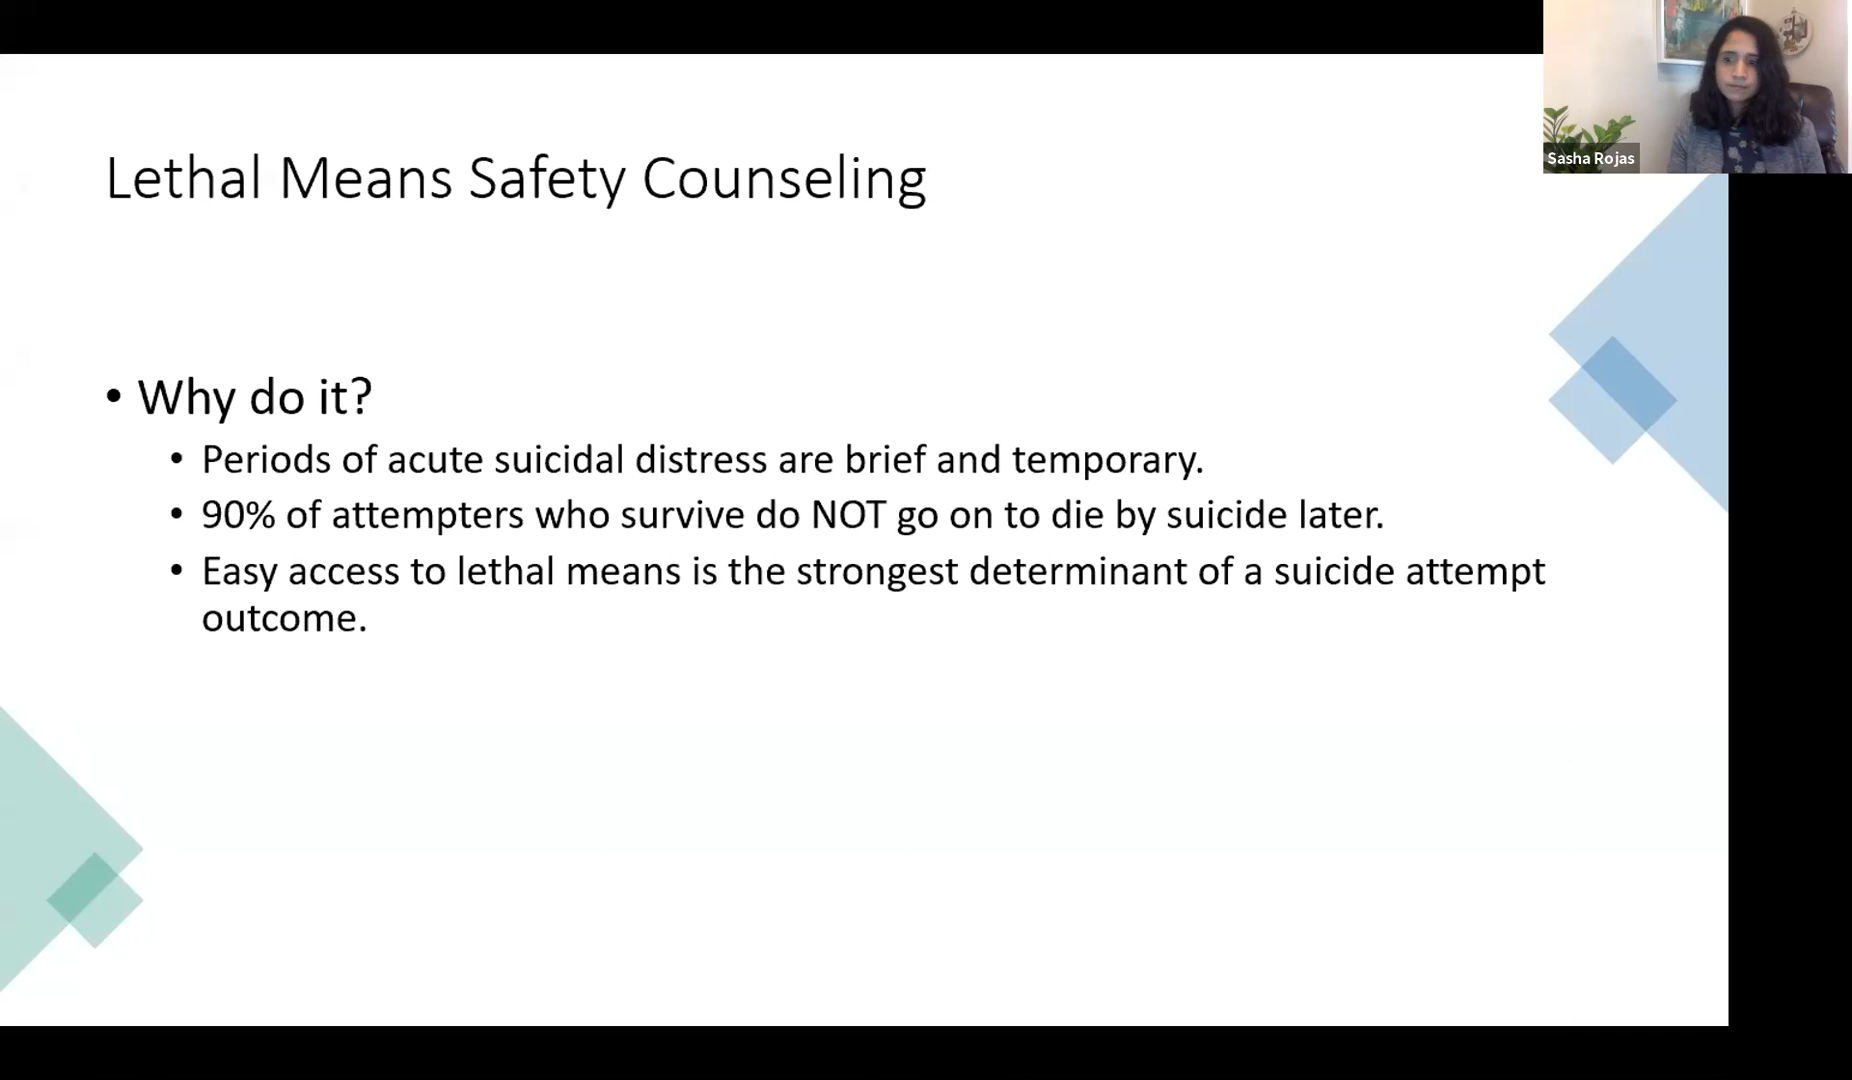 Sasha Rojas
Lethal Means Safety Counseling
• Why do it?
• Periods of acute suicidal distress are brief and temporary.
• 90% of attempters who survive do NOT go on to die by suicide later.
• Easy access to lethal means is the strongest determinant of a suicide attempt
outcome.